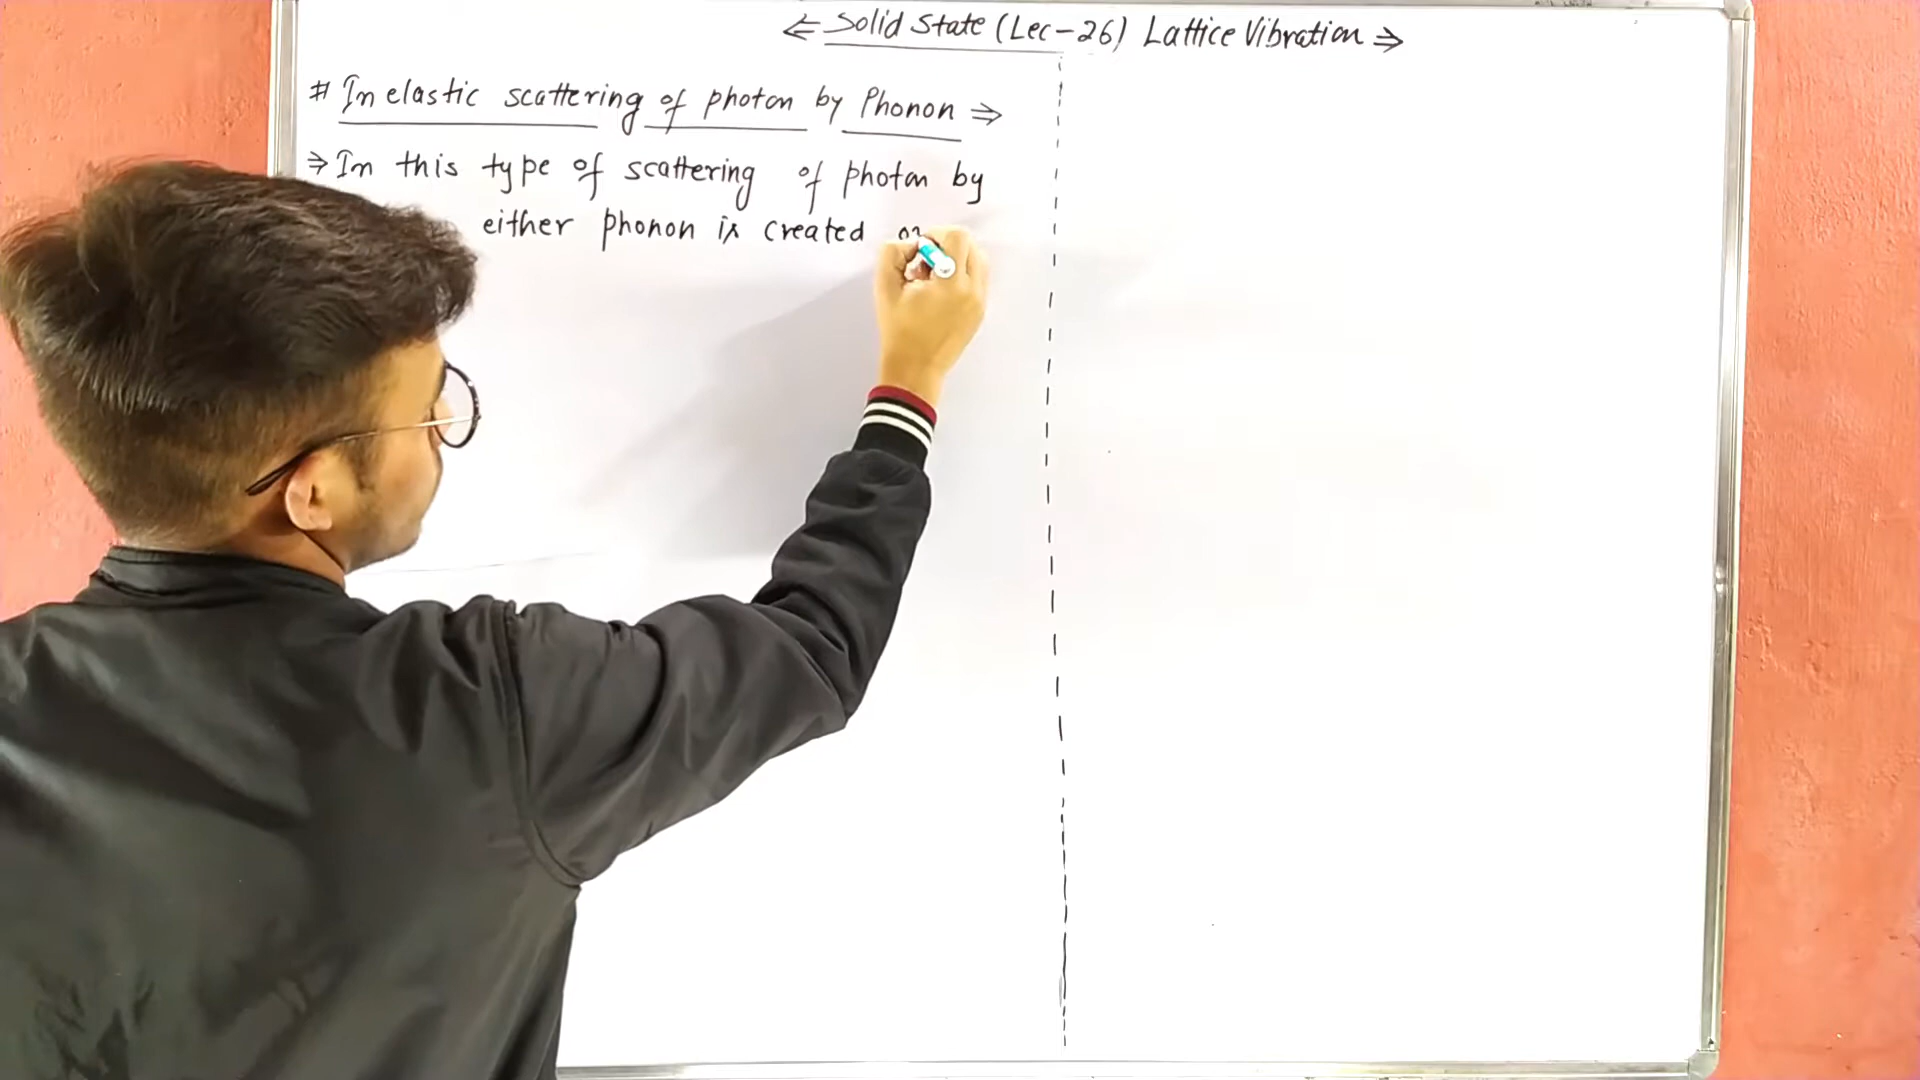 ⇐ Solid State (Lec-26) Lattice Vibration ⇒
# Inelastic scattering of photon by Phonon ⇒
⇒ In this type of scattering of photon by
either phonon is created or